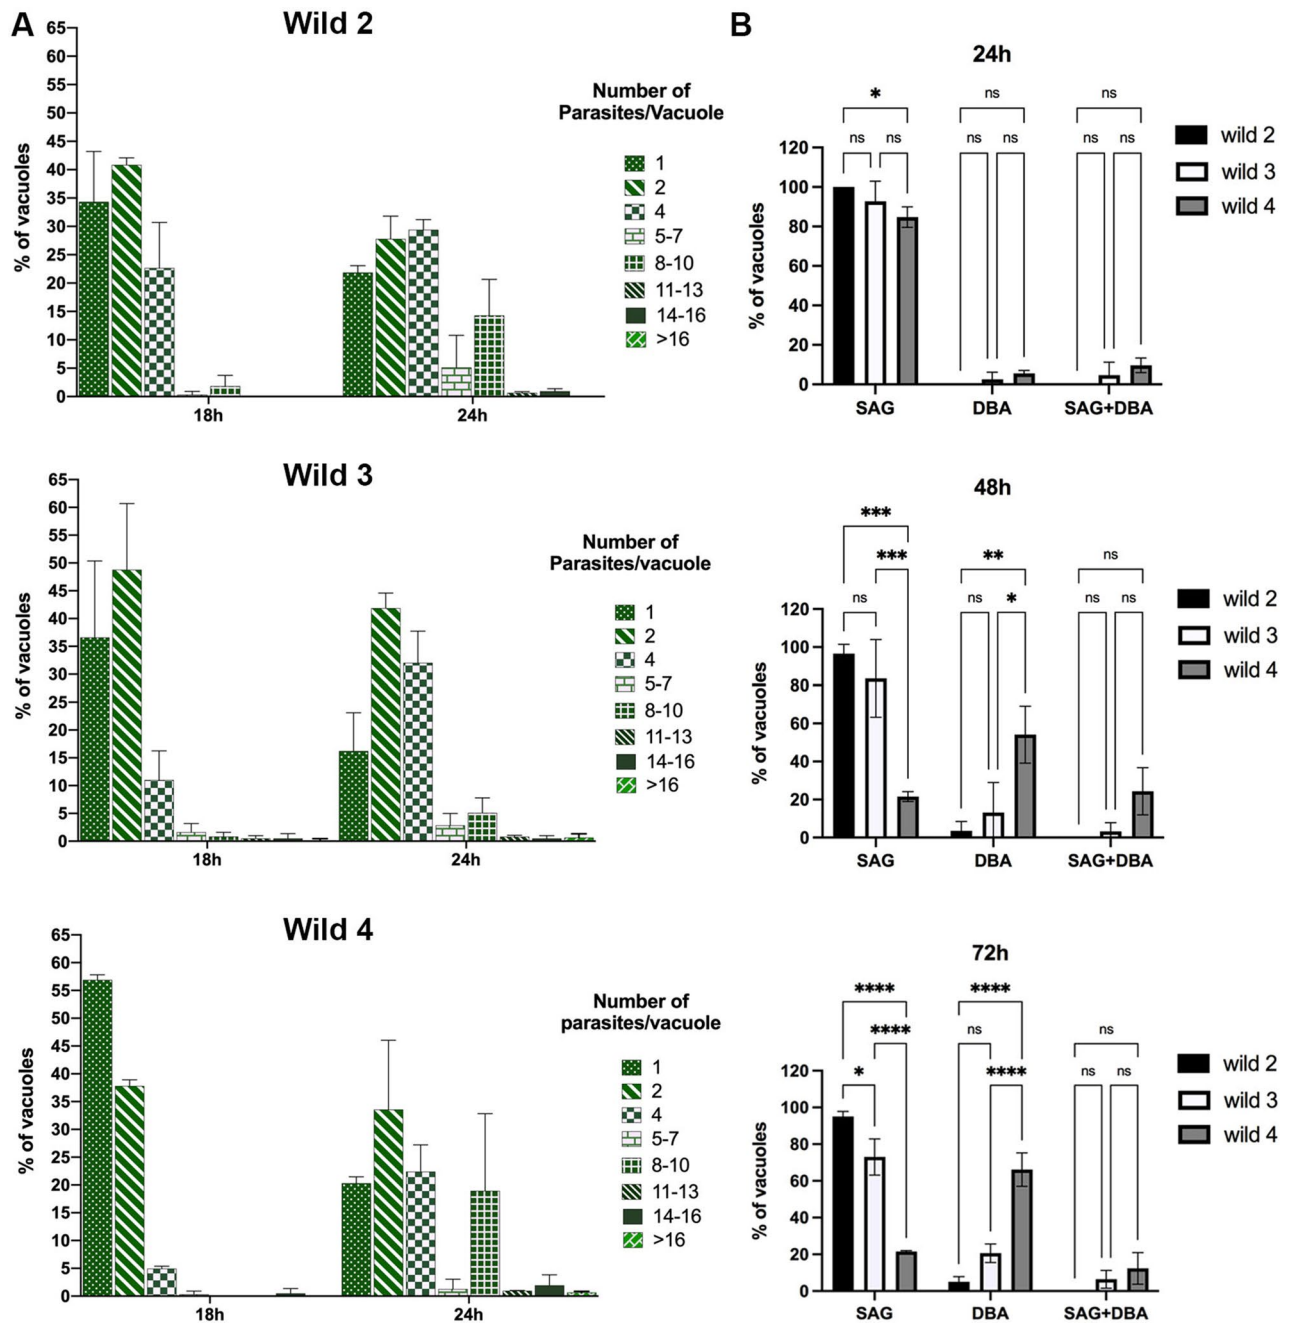 A
Wild 2
65
60
55
50
45
40
35
30
25
20
15
10
5
0
% of vacuoles
18h
24h
Number of
Parasites/Vacuole
1
2
4
5-7
8-10
11-13
14-16
>16
Wild 3
65
60
55
50
45
40
35
30
25
20
15
10
5
0
% of vacuoles
18h
24h
Number of
Parasites/vacuole
1
2
4
5-7
8-10
11-13
14-16
>16
Wild 4
65
60
55
50
45
40
35
30
25
20
15
10
5
0
% of vacuoles
18h
24h
Number of
parasites/vacuole
1
2
4
5-7
8-10
11-13
14-16
>16
B
24h
* ns ns
ns ns ns ns ns ns
120
100
80
60
40
20
0
% of vacuoles
SAG DBA SAG+DBA
wild 2
wild 3
wild 4
48h
***
*** ** ns
ns ns * ns ns
120
100
80
60
40
20
0
% of vacuoles
SAG DBA SAG+DBA
wild 2
wild 3
wild 4
72h
**** ****
**** ns ns
* **** ns ns
120
100
80
60
40
20
0
% of vacuoles
SAG DBA SAG+DBA
wild 2
wild 3
wild 4